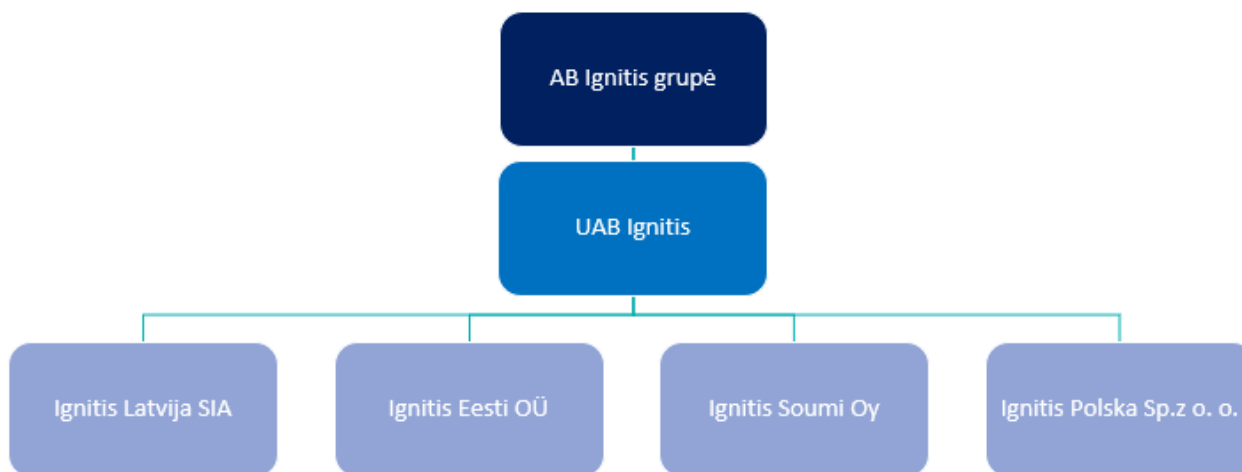 AB Ignitis grupė
UAB Ignitis
Ignitis Latvija SIA
Ignitis Eesti OÜ
Ignitis Soumi Oy
Ignitis Polska Sp.z o. o.